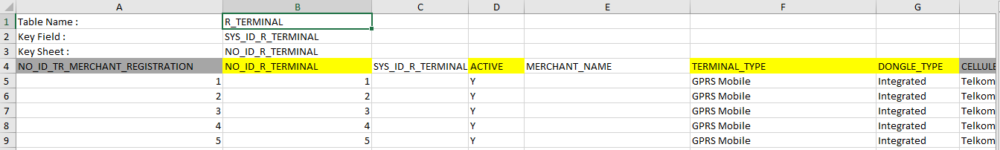 A B C D E F G
1 Table Name : R_TERMINAL
2 Key Field : SYS_ID_R_TERMINAL
3 Key Sheet : NO_ID_R_TERMINAL
4 NO_ID_TR_MERCHANT_REGISTRATION NO_ID_R_TERMINAL SYS_ID_R_TERMINAL ACTIVE MERCHANT_NAME TERMINAL_TYPE DONGLE_TYPE CELLULE
5 1 1 Y GPRS Mobile Integrated Telkom
6 2 2 Y GPRS Mobile Integrated Telkom
7 3 3 Y GPRS Mobile Integrated Telkom
8 4 4 Y GPRS Mobile Integrated Telkom
9 5 5 Y GPRS Mobile Integrated Telkom